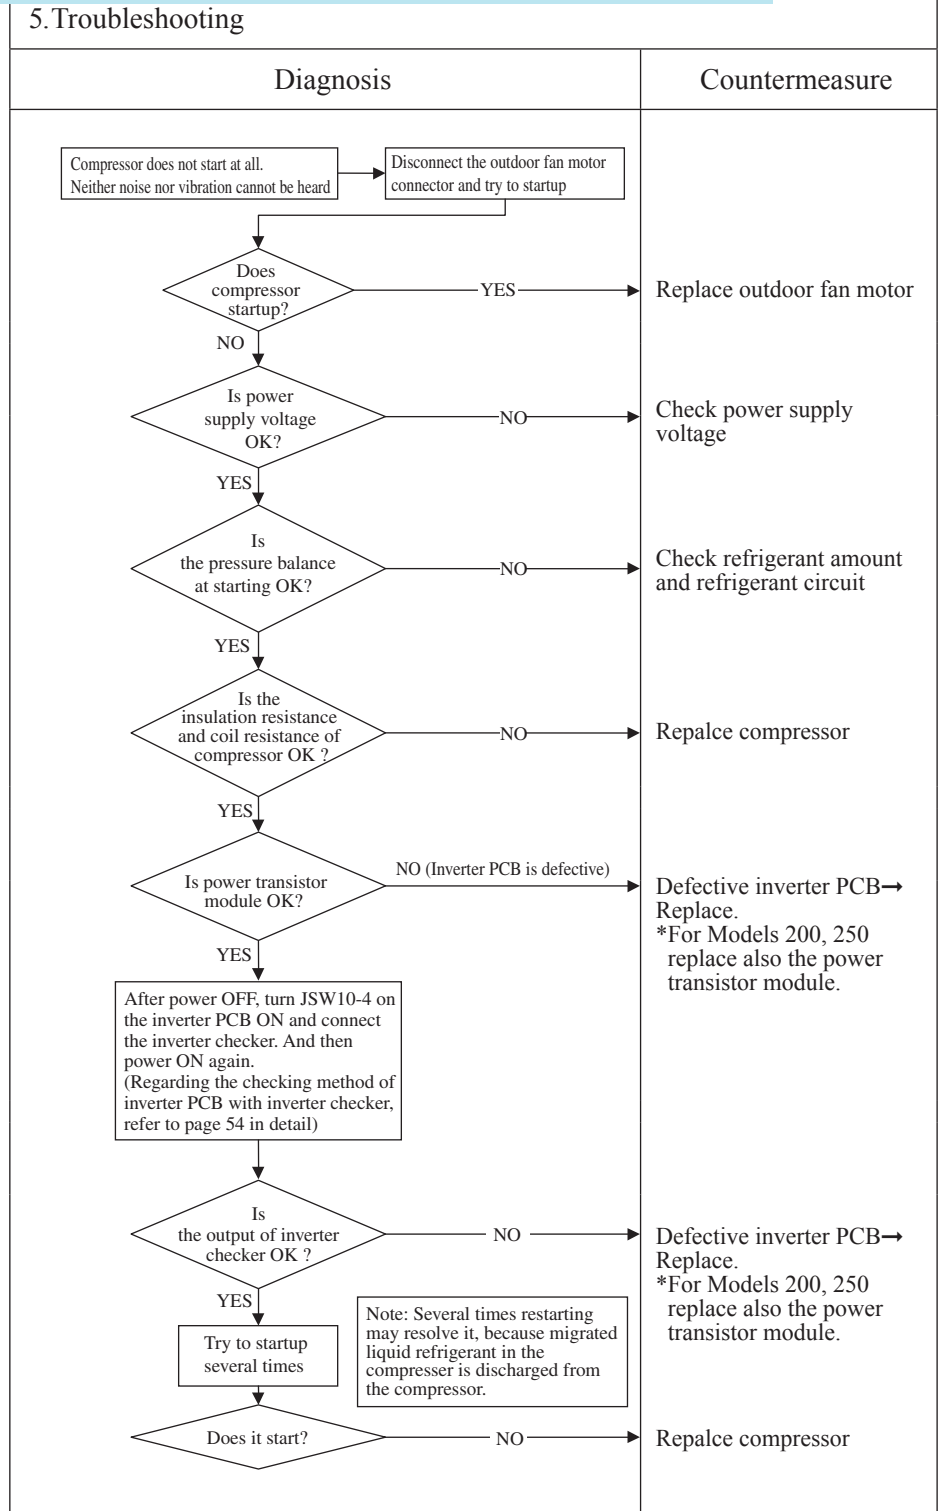 5.Troubleshooting
Diagnosis
Countermeasure
Compressor does not start at all.
Neither noise nor vibration cannot be heard
Disconnect the outdoor fan motor
connector and try to startup
Does
compressor
startup?
YES
Replace outdoor fan motor
NO
Is power
supply voltage
OK?
NO
Check power supply
voltage
YES
Is
the pressure balance
at starting OK?
NO
Check refrigerant amount
and refrigerant circuit
YES
Is the
insulation resistance
and coil resistance of
compressor OK ?
NO
Repalce compressor
YES
Is power transistor
module OK?
NO (Inverter PCB is defective)
Defective inverter PCB→
Replace.
*For Models 200, 250
replace also the power
transistor module.
YES
After power OFF, turn JSW10-4 on
the inverter PCB ON and connect
the inverter checker. And then
power ON again.
(Regarding the checking method of
inverter PCB with inverter checker,
refer to page 54 in detail)
Is
the output of inverter
checker OK ?
NO
Defective inverter PCB→
Replace.
*For Models 200, 250
replace also the power
transistor module.
YES
Try to startup
several times
Note: Several times restarting
may resolve it, because migrated
liquid refrigerant in the
compresser is discharged from
the compressor.
Does it start?
NO
Repalce compressor